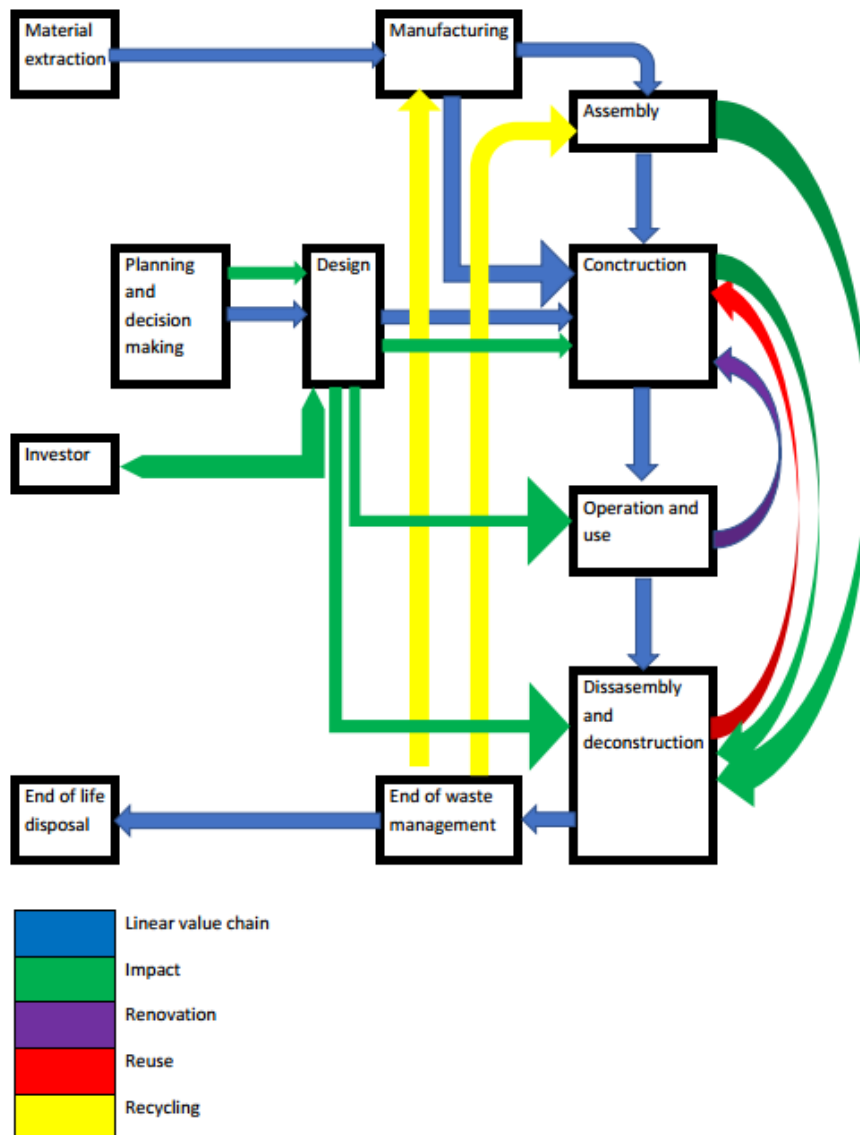 Material
extraction
Manufacturing
Assembly
Planning
and
decision
making
Design
Conctruction
Investor
Operation and
use
Dissasembly
and
deconstruction
End of life
disposal
End of waste
management
Linear value chain
Impact
Renovation
Reuse
Recycling